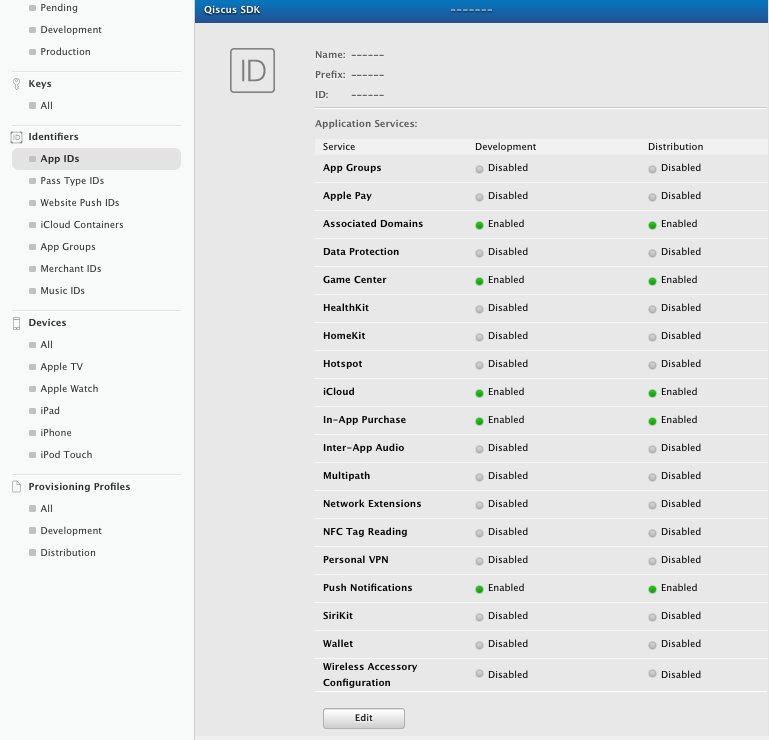 Pending
Development
Production
Keys
All
Identifiers
App IDs
Pass Type IDs
Website Push IDs
iCloud Containers
App Groups
Merchant IDs
Music IDs
Devices
All
Apple TV
Apple Watch
iPad
iPhone
iPod Touch
Provisioning Profiles
All
Development
Distribution
Qiscus SDK -------
ID
Name: ------
Prefix: ------
ID: ------
Application Services:
Service Development Distribution
App Groups Disabled Disabled
Apple Pay Disabled Disabled
Associated Domains Enabled Enabled
Data Protection Disabled Disabled
Game Center Enabled Enabled
HealthKit Disabled Disabled
HomeKit Disabled Disabled
Hotspot Disabled Disabled
iCloud Enabled Enabled
In-App Purchase Enabled Enabled
Inter-App Audio Disabled Disabled
Multipath Disabled Disabled
Network Extensions Disabled Disabled
NFC Tag Reading Disabled Disabled
Personal VPN Disabled Disabled
Push Notifications Enabled Enabled
SiriKit Disabled Disabled
Wallet Disabled Disabled
Wireless Accessory
Configuration Disabled Disabled
Edit